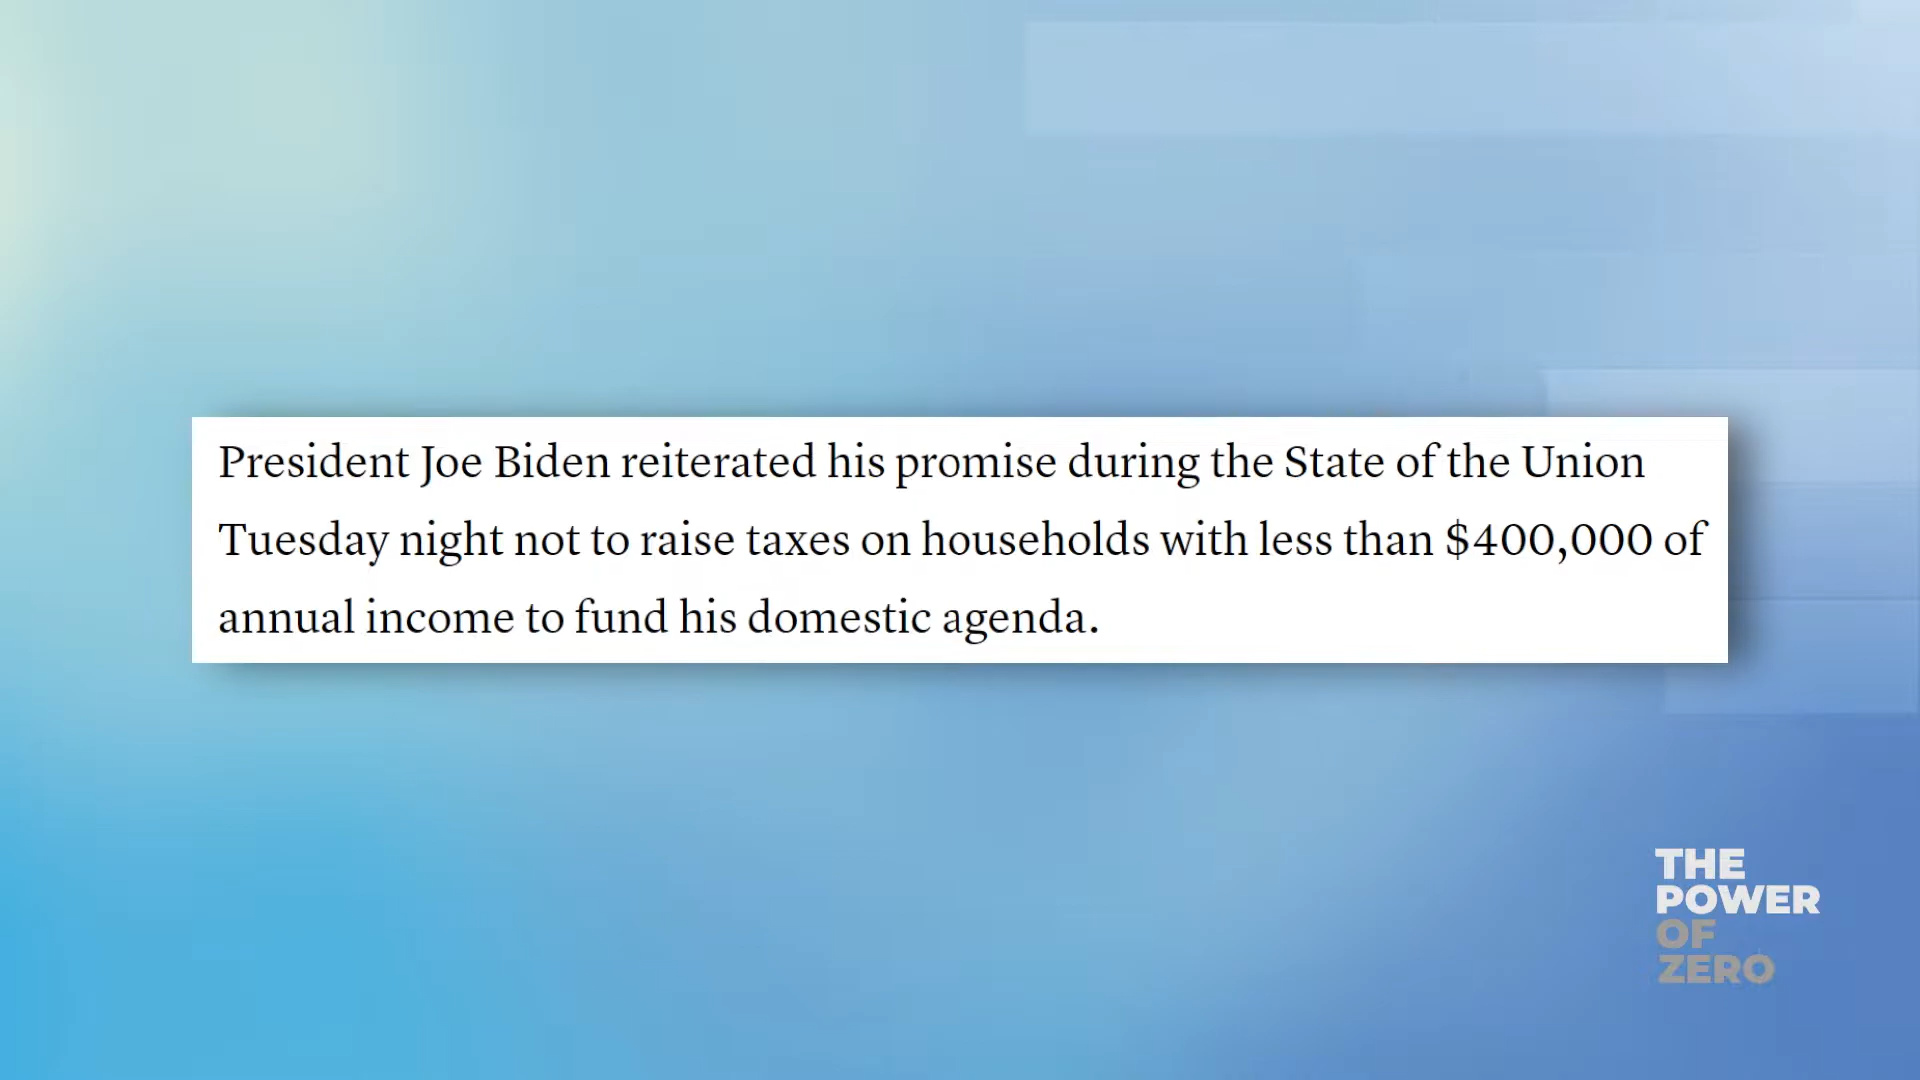 President Joe Biden reiterated his promise during the State of the Union
Tuesday night not to raise taxes on households with less than $400,000 of
annual income to fund his domestic agenda.
THE
POWER
OF
ZERO